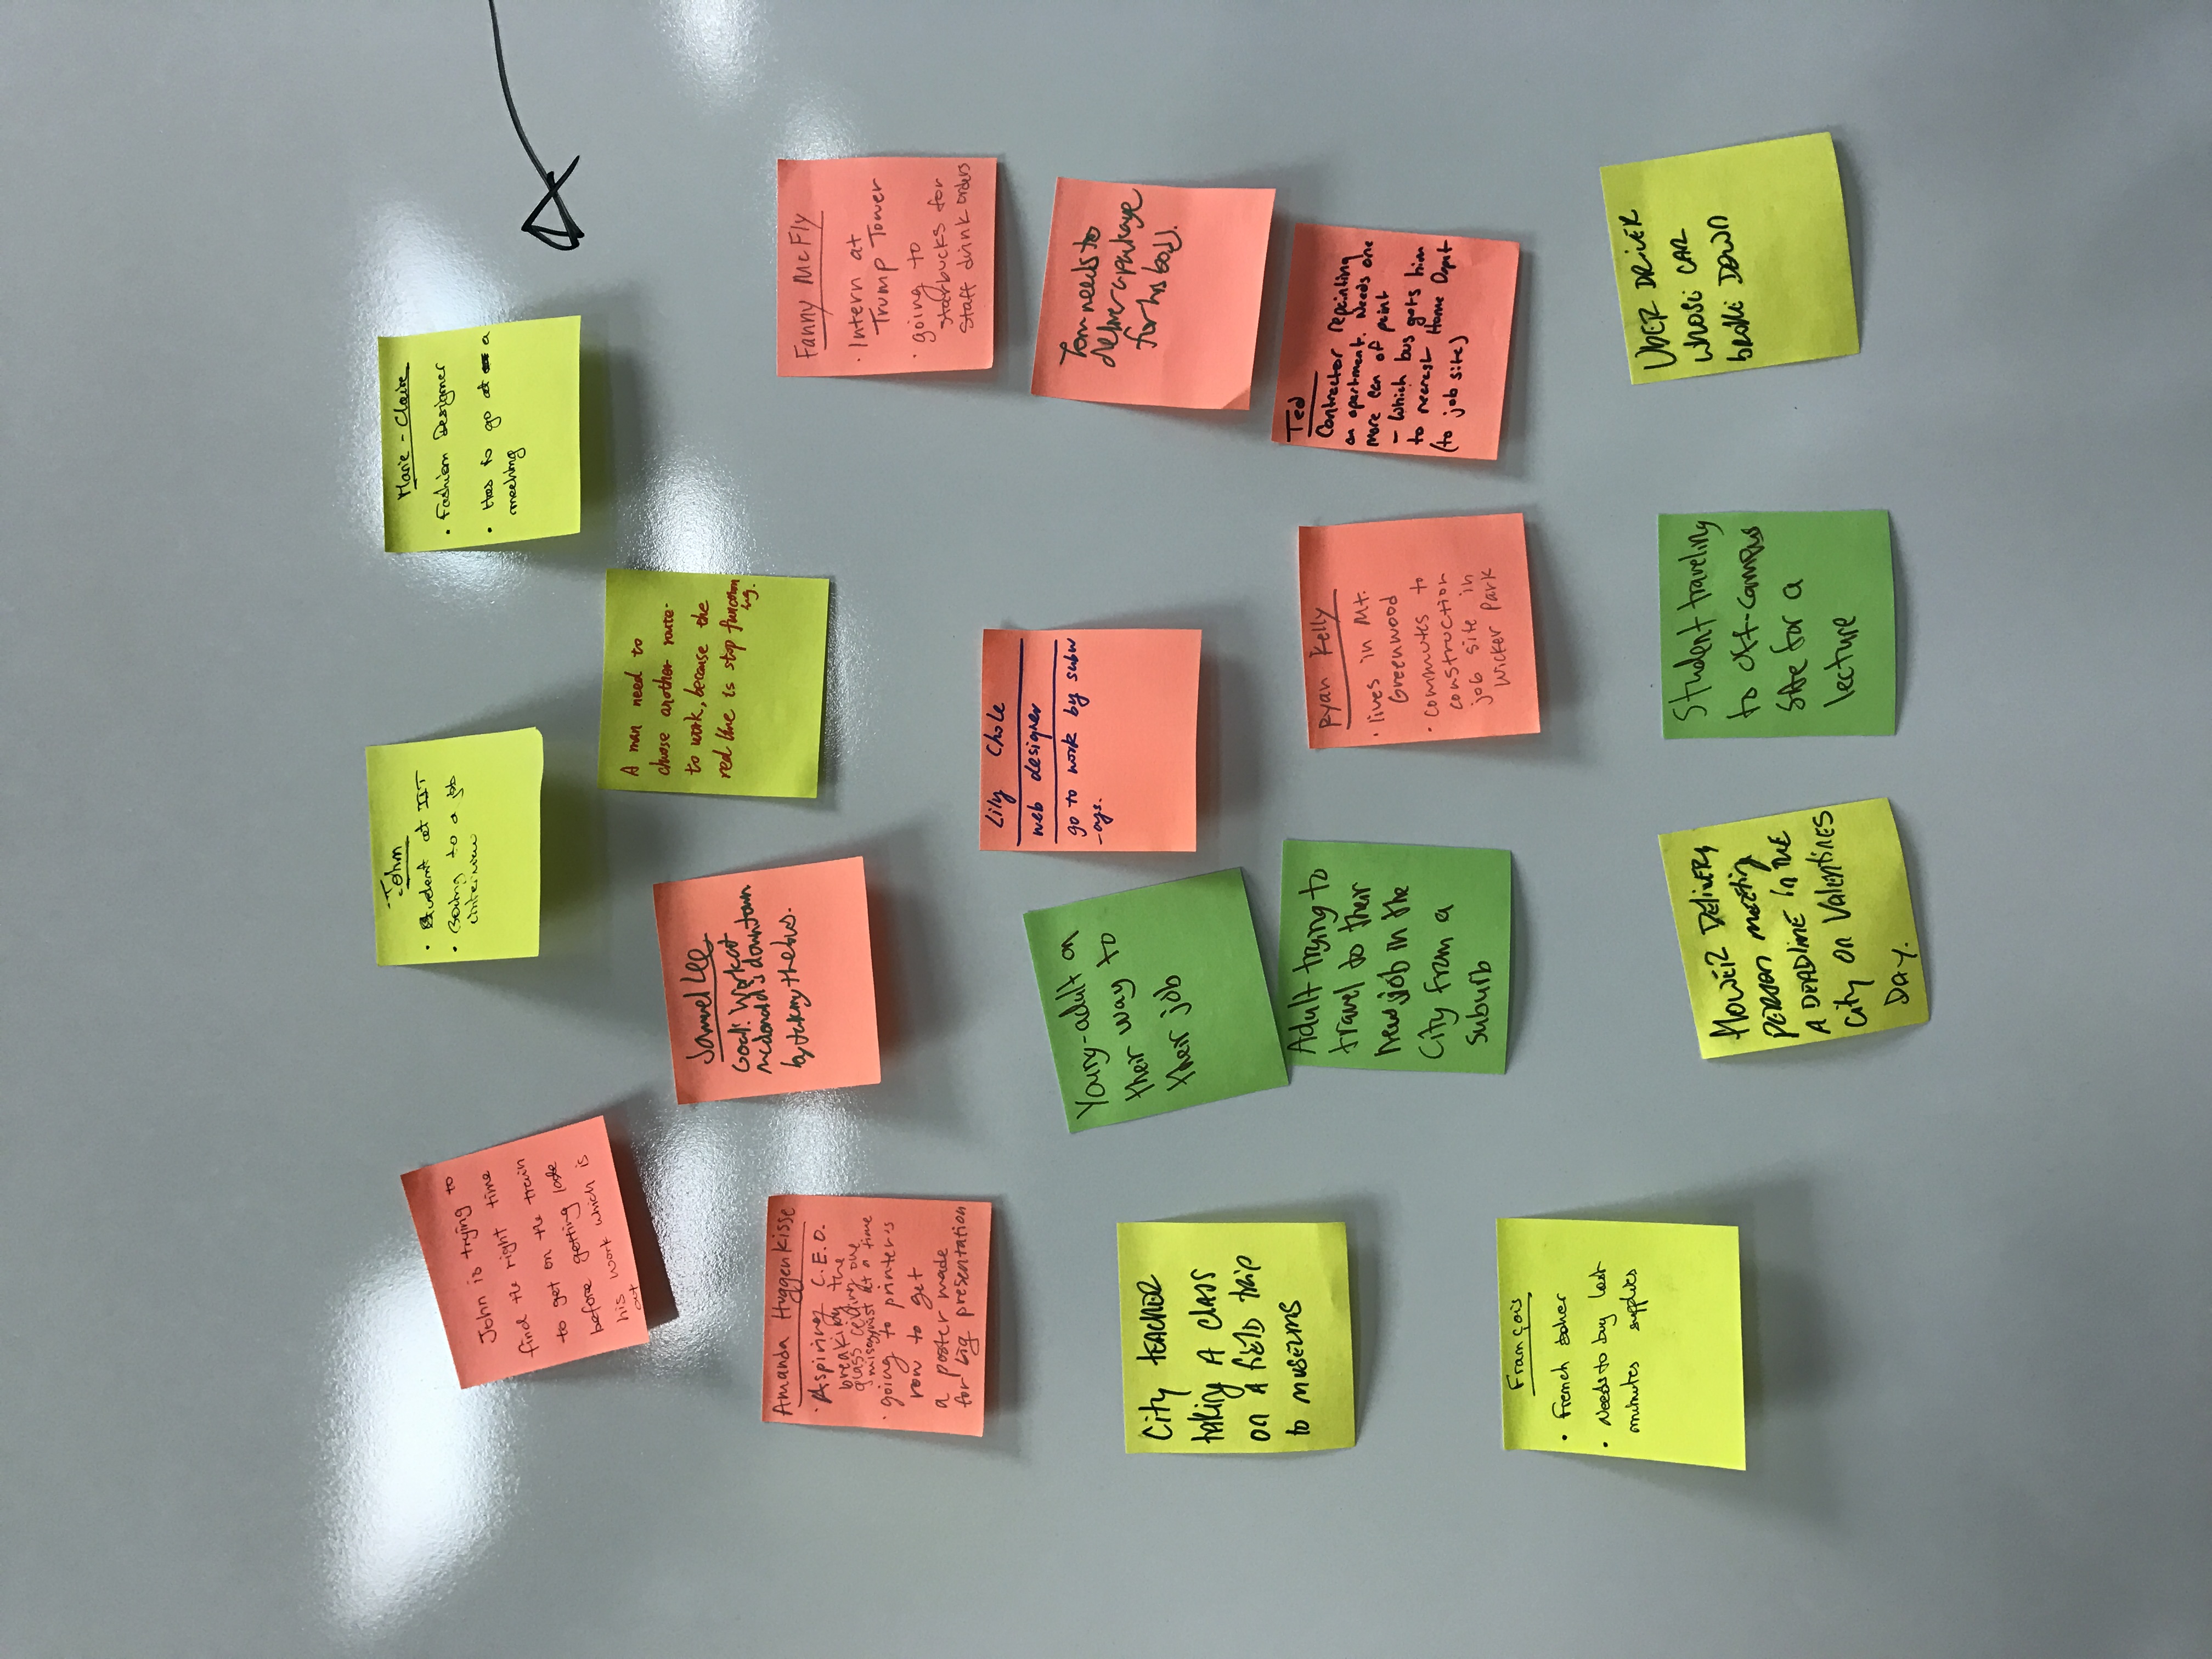 John is trying to
find the right time
to get on the train
before getting
his work which is
out
John
• Student at IIT
• Going to a job
interview
Marie - Claire
• Fashion Designer
• Has to go at a
meeting
A man need to
choose another route
to work, because the
red line is stop function
ing.
Samuel Lee
Goal: Work at
mcdonald's downtown
by taking the bus.
Amanda Huggenkisse
• Aspiring C.E.O.
breaking the
glass ceiling one
misogynist at a time
• going to printer's
row to get
a poster made
for big presentation
Fanny McFly
• Intern at
Trump Tower
• going to
starbucks for
staff drink orders
Lily Chole
web designer
go to work by subw
-ays.
Young-adult on
their way to
their job
Tom needs to
deliver a package
for his boss.
City teacher
taking a class
on a field trip
to museums
Adult trying to
travel to their
new job in the
City from a
suburb
Ryan Kelly
• lives in Mt.
Greenwood
• commutes to
construction
job site in
Wicker Park
Ted
Contractor repainting
an apartment. Needs one
more can of paint
- Which bus gets him
to nearest Home Depot
(to job site)
François
• French
• Needs to buy last
minutes supplies
Flower Delivery
person meeting
a deadline in the
city on Valentines
Day.
Student traveling
to off-campus
site for a
lecture
Uber driver
whose car
broke down